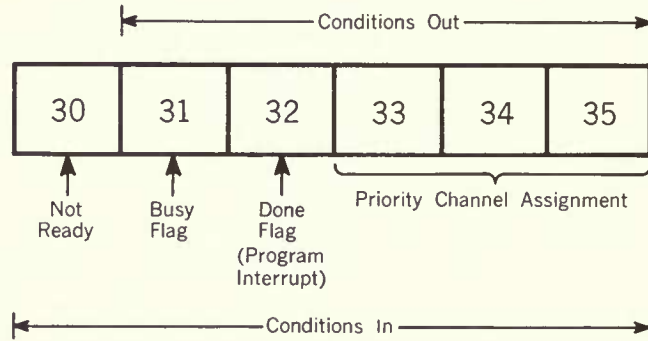 Conditions Out
30 31 32 33 34 35
Not
Ready
Busy
Flag
Done
Flag
(Program
Interrupt)
Priority Channel Assignment
Conditions In